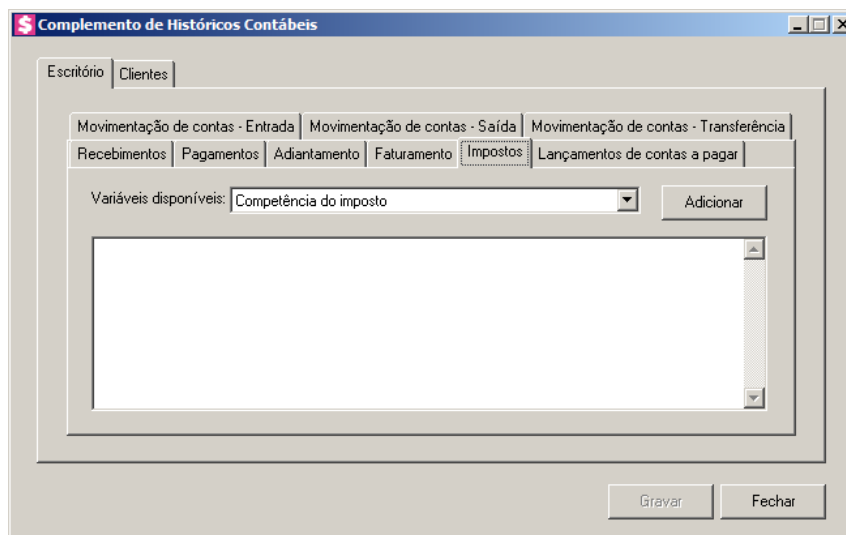 Complemento de Históricos Contábeis
Escritório Clientes
Movimentação de contas - Entrada Movimentação de contas - Saída Movimentação de contas - Transferência
Recebimentos Pagamentos Adiantamento Faturamento Impostos Lançamentos de contas a pagar
Variáveis disponíveis: Competência do imposto Adicionar
Gravar Fechar